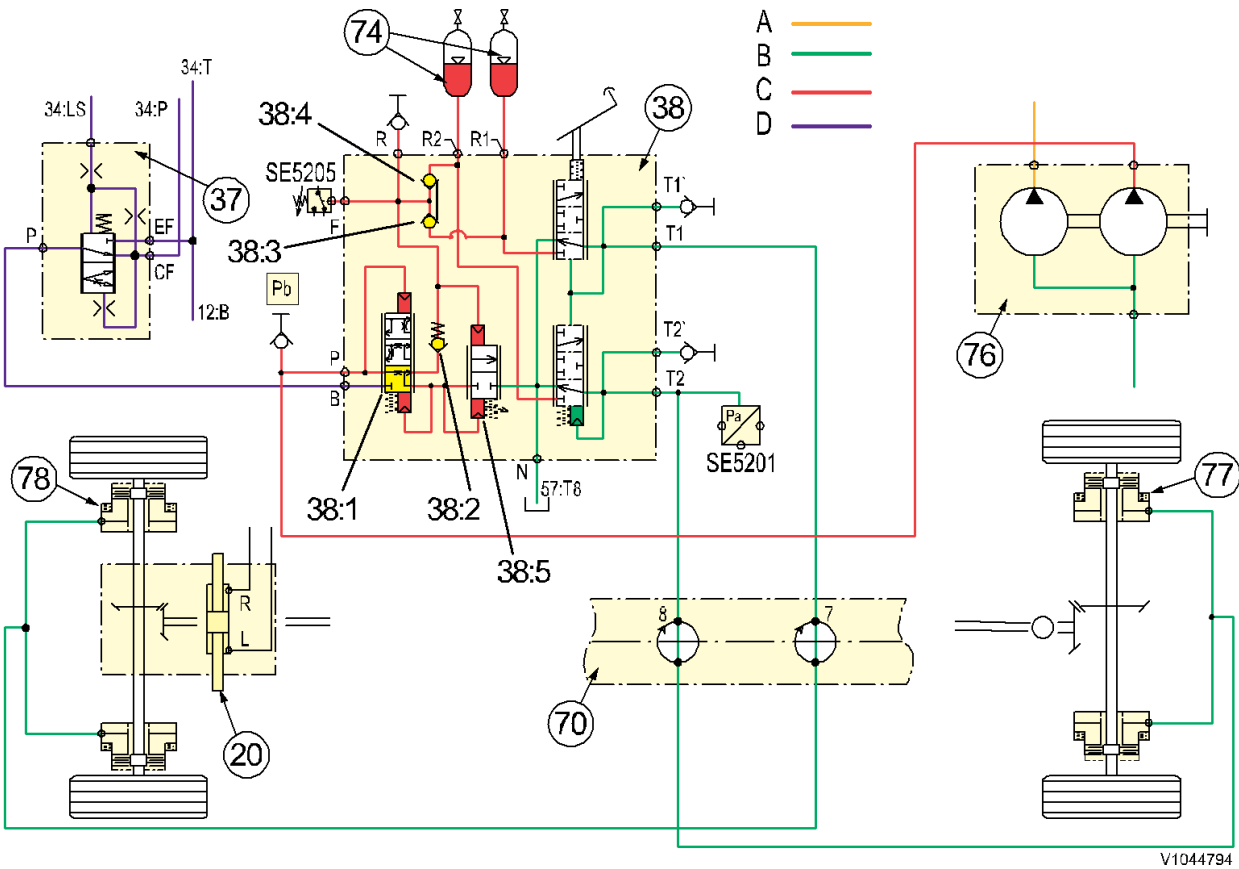 74
A
B
C
D
34:T
34:LS
34:P
37
38:4
R
R2
R1
38
SE5205
F
38:3
T1`
T1
P
EF
CF
12:B
Pb
P
B
T2`
T2
76
Pa
SE5201
N
57:T8
38:1
38:2
38:5
78
77
R
L
20
8
7
70
V1044794